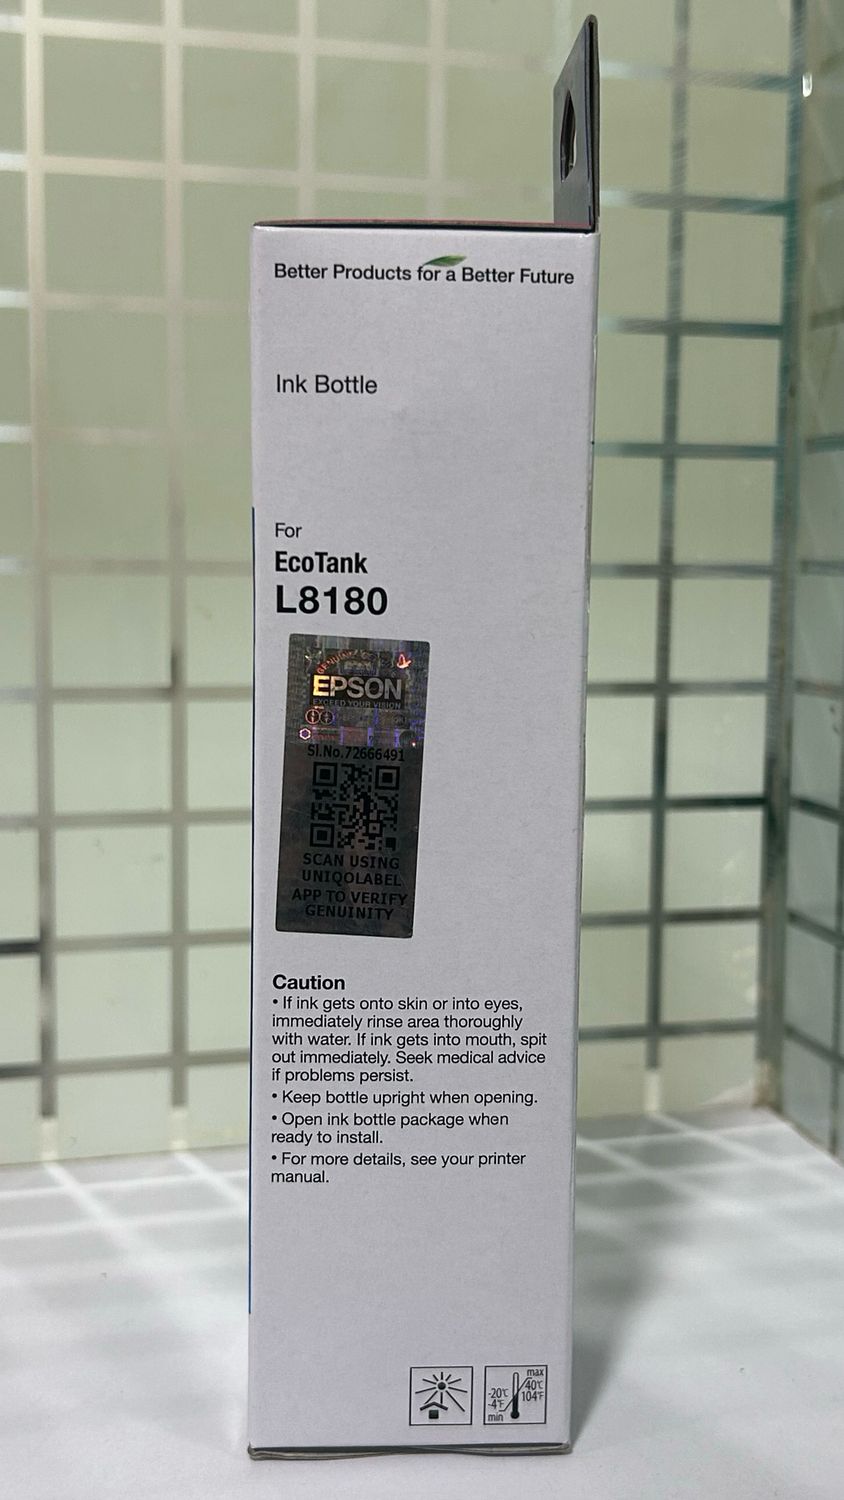 Better Products for a Better Future
Ink Bottle
For
EcoTank
L8180
GENUINE
EPSON
EXCEED YOUR VISION
Sl.No.72666491
SCAN USING
UNIQOLABEL
APP TO VERIFY
GENUINITY
Caution
• If ink gets onto skin or into eyes,
immediately rinse area thoroughly
with water. If ink gets into mouth, spit
out immediately. Seek medical advice
if problems persist.
• Keep bottle upright when opening.
• Open ink bottle package when
ready to install.
• For more details, see your printer
manual.
max
40°C
104°F
-20°C
-4°F
min